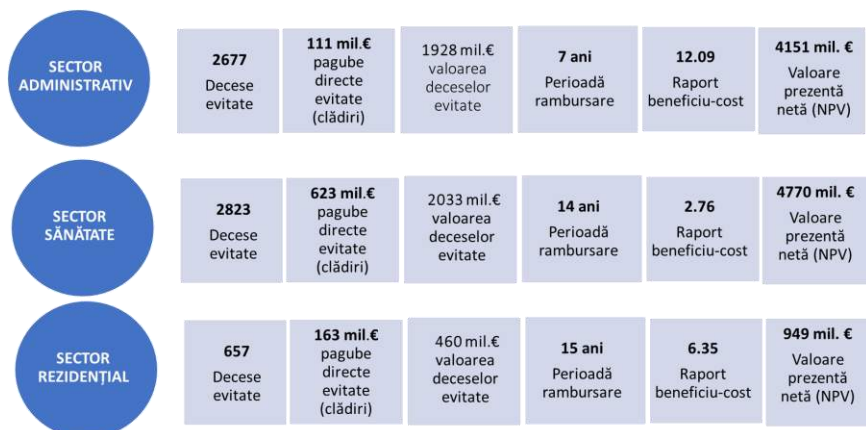 SECTOR
ADMINISTRATIV
2677
Decese
evitate
111 mil.€
pagube
directe
evitate
(clădiri)
1928 mil.€
valoarea
deceselor
evitate
7 ani
Perioadă
rambursare
12.09
Raport
beneficiu-cost
4151 mil. €
Valoare
prezentă
netă (NPV)
SECTOR
SĂNĂTATE
2823
Decese
evitate
623 mil.€
pagube
directe
evitate
(clădiri)
2033 mil.€
valoarea
deceselor
evitate
14 ani
Perioadă
rambursare
2.76
Raport
beneficiu-cost
4770 mil. €
Valoare
prezentă
netă (NPV)
SECTOR
REZIDENȚIAL
657
Decese
evitate
163 mil.€
pagube
directe
evitate
(clădiri)
460 mil.€
valoarea
deceselor
evitate
15 ani
Perioadă
rambursare
6.35
Raport
beneficiu-cost
949 mil. €
Valoare
prezentă
netă (NPV)